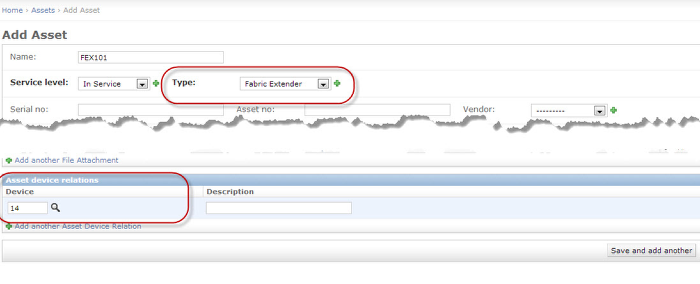 Home › Assets › Add Asset
Add Asset
Name: FEX101
Service level: In Service Type: Fabric Extender
Serial no: Asset no: Vendor: ---------
Add another File Attachment
Asset device relations
Device Description
14
Add another Asset Device Relation
Save and add another